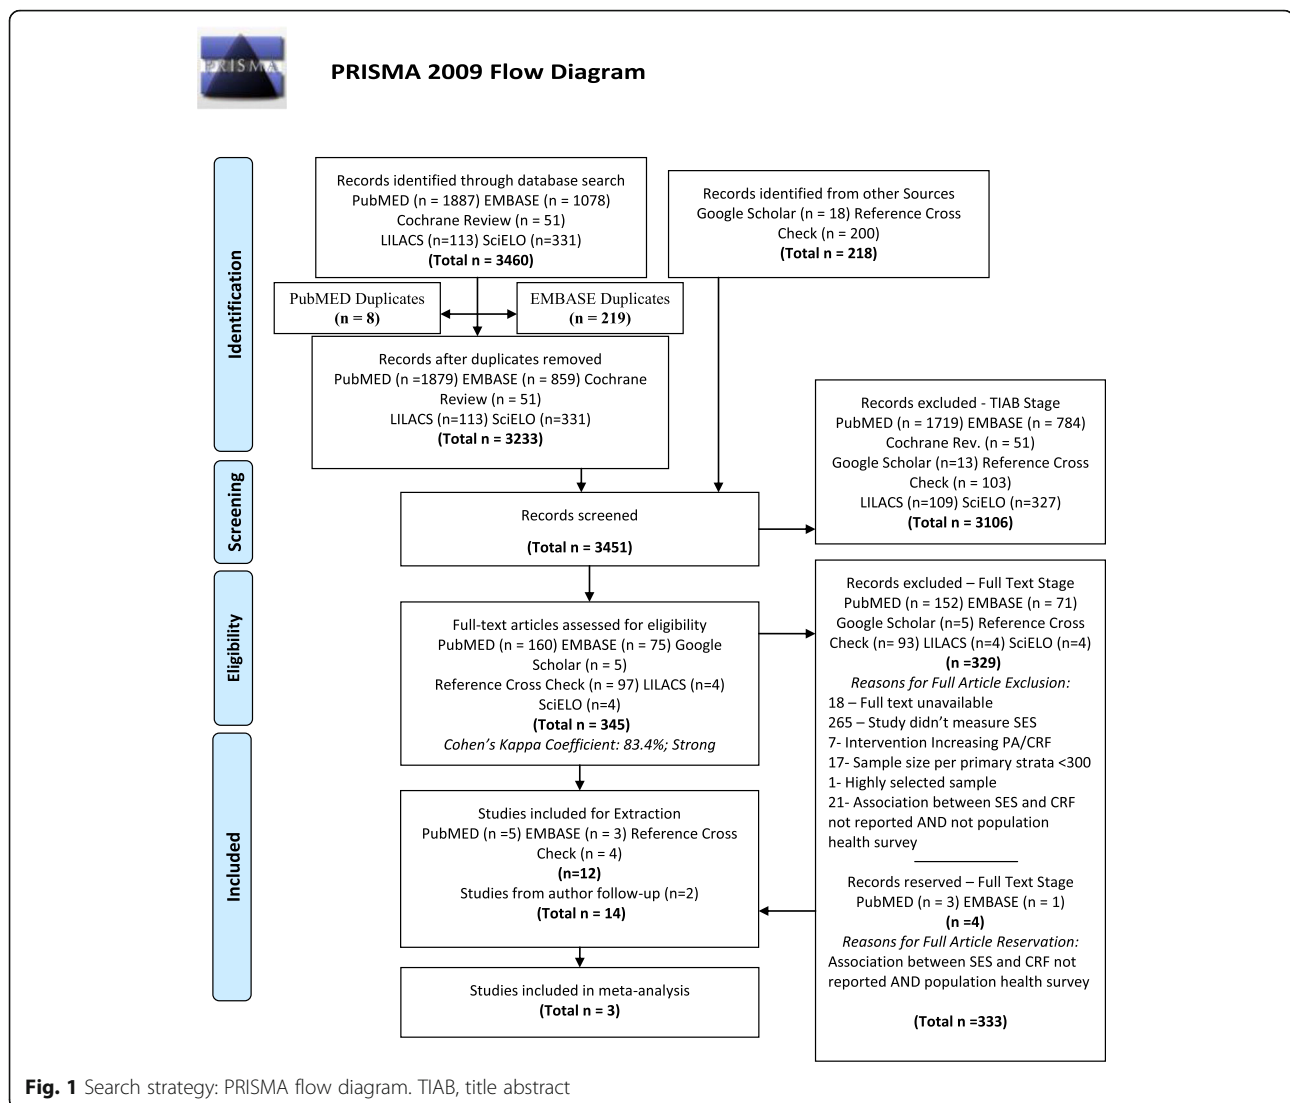 PRISMA
PRISMA 2009 Flow Diagram
Identification
Records identified through database search
PubMED (n = 1887) EMBASE (n = 1078)
Cochrane Review (n = 51)
LILACS (n=113) SciELO (n=331)
(Total n = 3460)
Records identified from other Sources
Google Scholar (n = 18) Reference Cross
Check (n = 200)
(Total n = 218)
PubMED Duplicates
(n = 8)
EMBASE Duplicates
(n = 219)
Records after duplicates removed
PubMED (n =1879) EMBASE (n = 859) Cochrane
Review (n = 51)
LILACS (n=113) SciELO (n=331)
(Total n = 3233)
Screening
Records screened
(Total n = 3451)
Records excluded - TIAB Stage
PubMED (n = 1719) EMBASE (n = 784)
Cochrane Rev. (n = 51)
Google Scholar (n=13) Reference Cross
Check (n = 103)
LILACS (n=109) SciELO (n=327)
(Total n = 3106)
Eligibility
Full-text articles assessed for eligibility
PubMED (n = 160) EMBASE (n = 75) Google
Scholar (n = 5)
Reference Cross Check (n = 97) LILACS (n=4)
SciELO (n=4)
(Total n = 345)
Cohen's Kappa Coefficient: 83.4%; Strong
Records excluded – Full Text Stage
PubMED (n = 152) EMBASE (n = 71)
Google Scholar (n=5) Reference Cross
Check (n= 93) LILACS (n=4) SciELO (n=4)
(n =329)
Reasons for Full Article Exclusion:
18 – Full text unavailable
265 – Study didn't measure SES
7- Intervention Increasing PA/CRF
17- Sample size per primary strata <300
1- Highly selected sample
21- Association between SES and CRF
not reported AND not population
health survey
Records reserved – Full Text Stage
PubMED (n = 3) EMBASE (n = 1)
(n =4)
Reasons for Full Article Reservation:
Association between SES and CRF not
reported AND population health survey
(Total n =333)
Included
Studies included for Extraction
PubMED (n =5) EMBASE (n = 3) Reference Cross
Check (n = 4)
(n=12)
Studies from author follow-up (n=2)
(Total n = 14)
Studies included in meta-analysis
(Total n = 3)
Fig. 1 Search strategy: PRISMA flow diagram. TIAB, title abstract